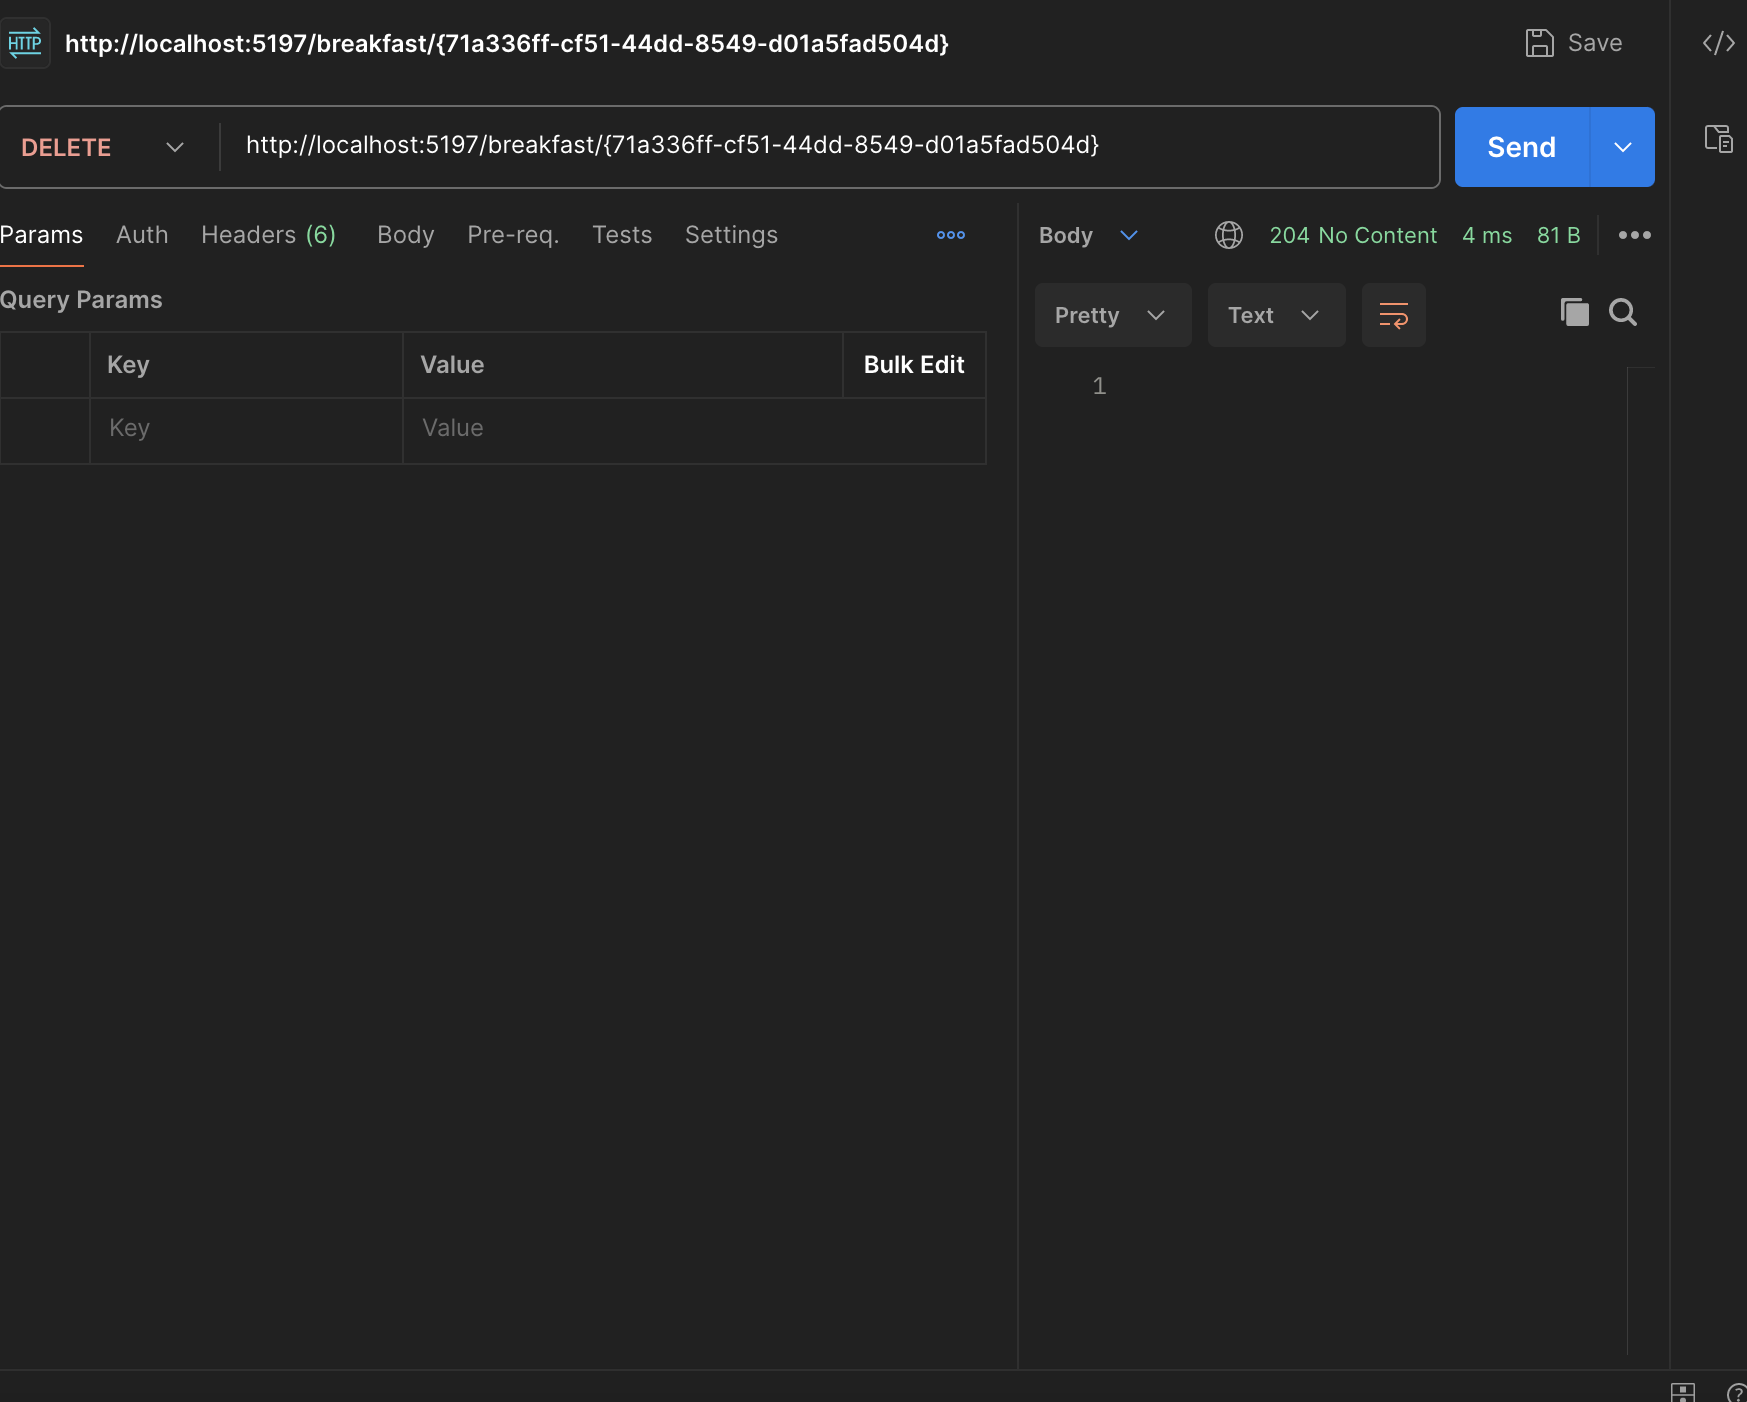 HTTP http://localhost:5197/breakfast/{71a336ff-cf51-44dd-8549-d01a5fad504d} Save </>
DELETE http://localhost:5197/breakfast/{71a336ff-cf51-44dd-8549-d01a5fad504d} Send
Params Auth Headers (6) Body Pre-req. Tests Settings
Query Params
Key Value Bulk Edit
Key Value
Body 204 No Content 4 ms 81 B
Pretty Text
1
?